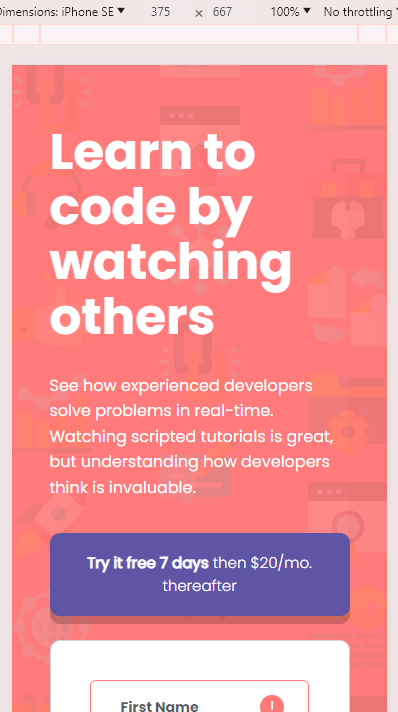 Dimensions: iPhone SE ▼ 375 × 667 100% ▼ No throttling
Learn to
code by
watching
others
See how experienced developers
solve problems in real-time.
Watching scripted tutorials is great,
but understanding how developers
think is invaluable.
Try it free 7 days then $20/mo.
thereafter
First Name !